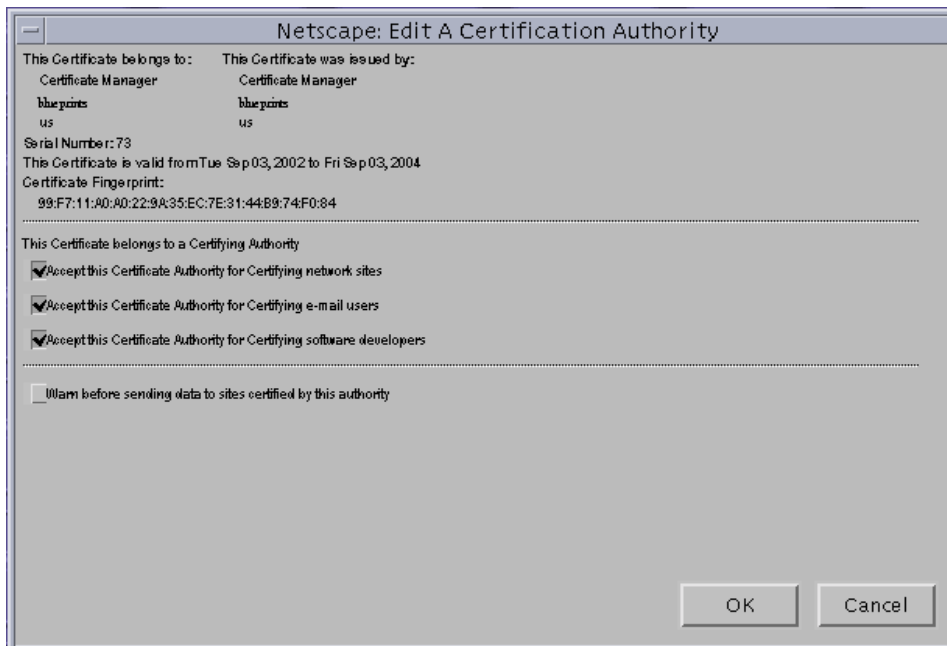 Netscape: Edit A Certification Authority
This Certificate belongs to: This Certificate was issued by:
Certificate Manager Certificate Manager
blueprints blueprints
us us
Serial Number: 73
This Certificate is valid from Tue Sep 03, 2002 to Fri Sep 03, 2004
Certificate Fingerprint:
99:F7:11:A0:A0:22:9A:35:EC:7E:31:44:B9:74:F0:84
This Certificate belongs to a Certifying Authority
Accept this Certificate Authority for Certifying network sites
Accept this Certificate Authority for Certifying e-mail users
Accept this Certificate Authority for Certifying software developers
Warn before sending data to sites certified by this authority
OK Cancel